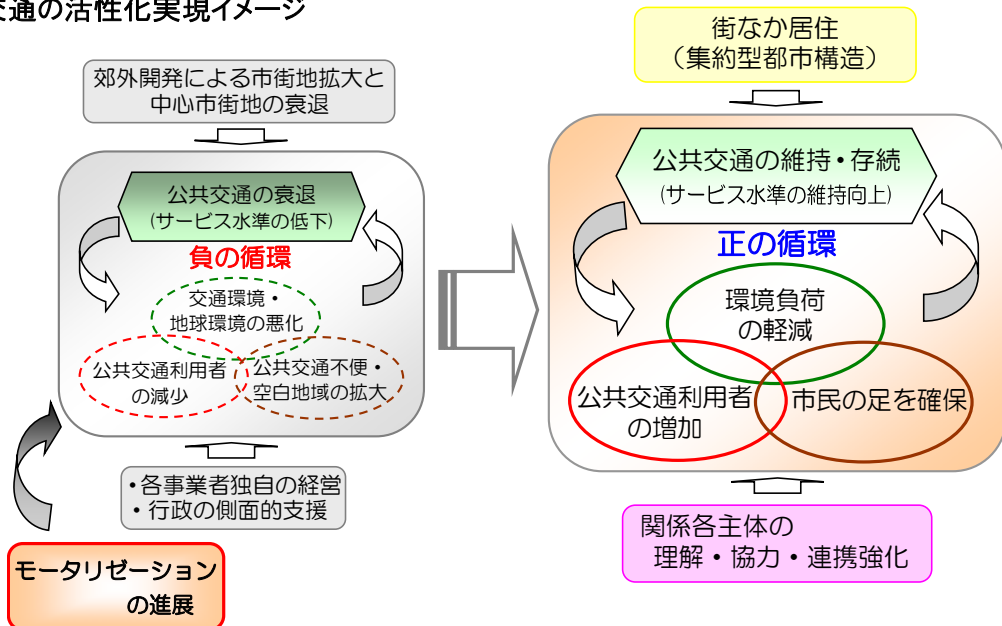 交通の活性化実現イメージ
郊外開発による市街地拡大と
中心市街地の衰退
公共交通の衰退
(サービス水準の低下)
負の循環
交通環境・
地球環境の悪化
公共交通利用者
の減少
公共交通不便・
空白地域の拡大
・各事業者独自の経営
・行政の側面的支援
モータリゼーション
の進展
街なか居住
（集約型都市構造）
公共交通の維持・存続
(サービス水準の維持向上)
正の循環
環境負荷
の軽減
公共交通利用者
の増加
市民の足を確保
関係各主体の
理解・協力・連携強化